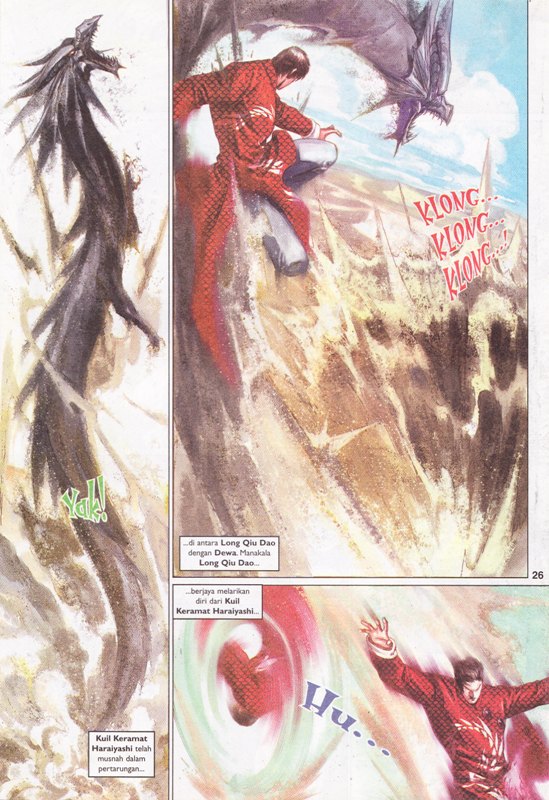 Yak!
Kuil Keramat
Haraiyashi telah
musnah dalam
pertarungan...
KLONG...
KLONG...
KLONG...!
...di antara Long Qiu Dao
dengan Dewa. Manakala
Long Qiu Dao...
26
...berjaya melarikan
diri dari Kuil
Keramat Haraiyashi...
Hu...